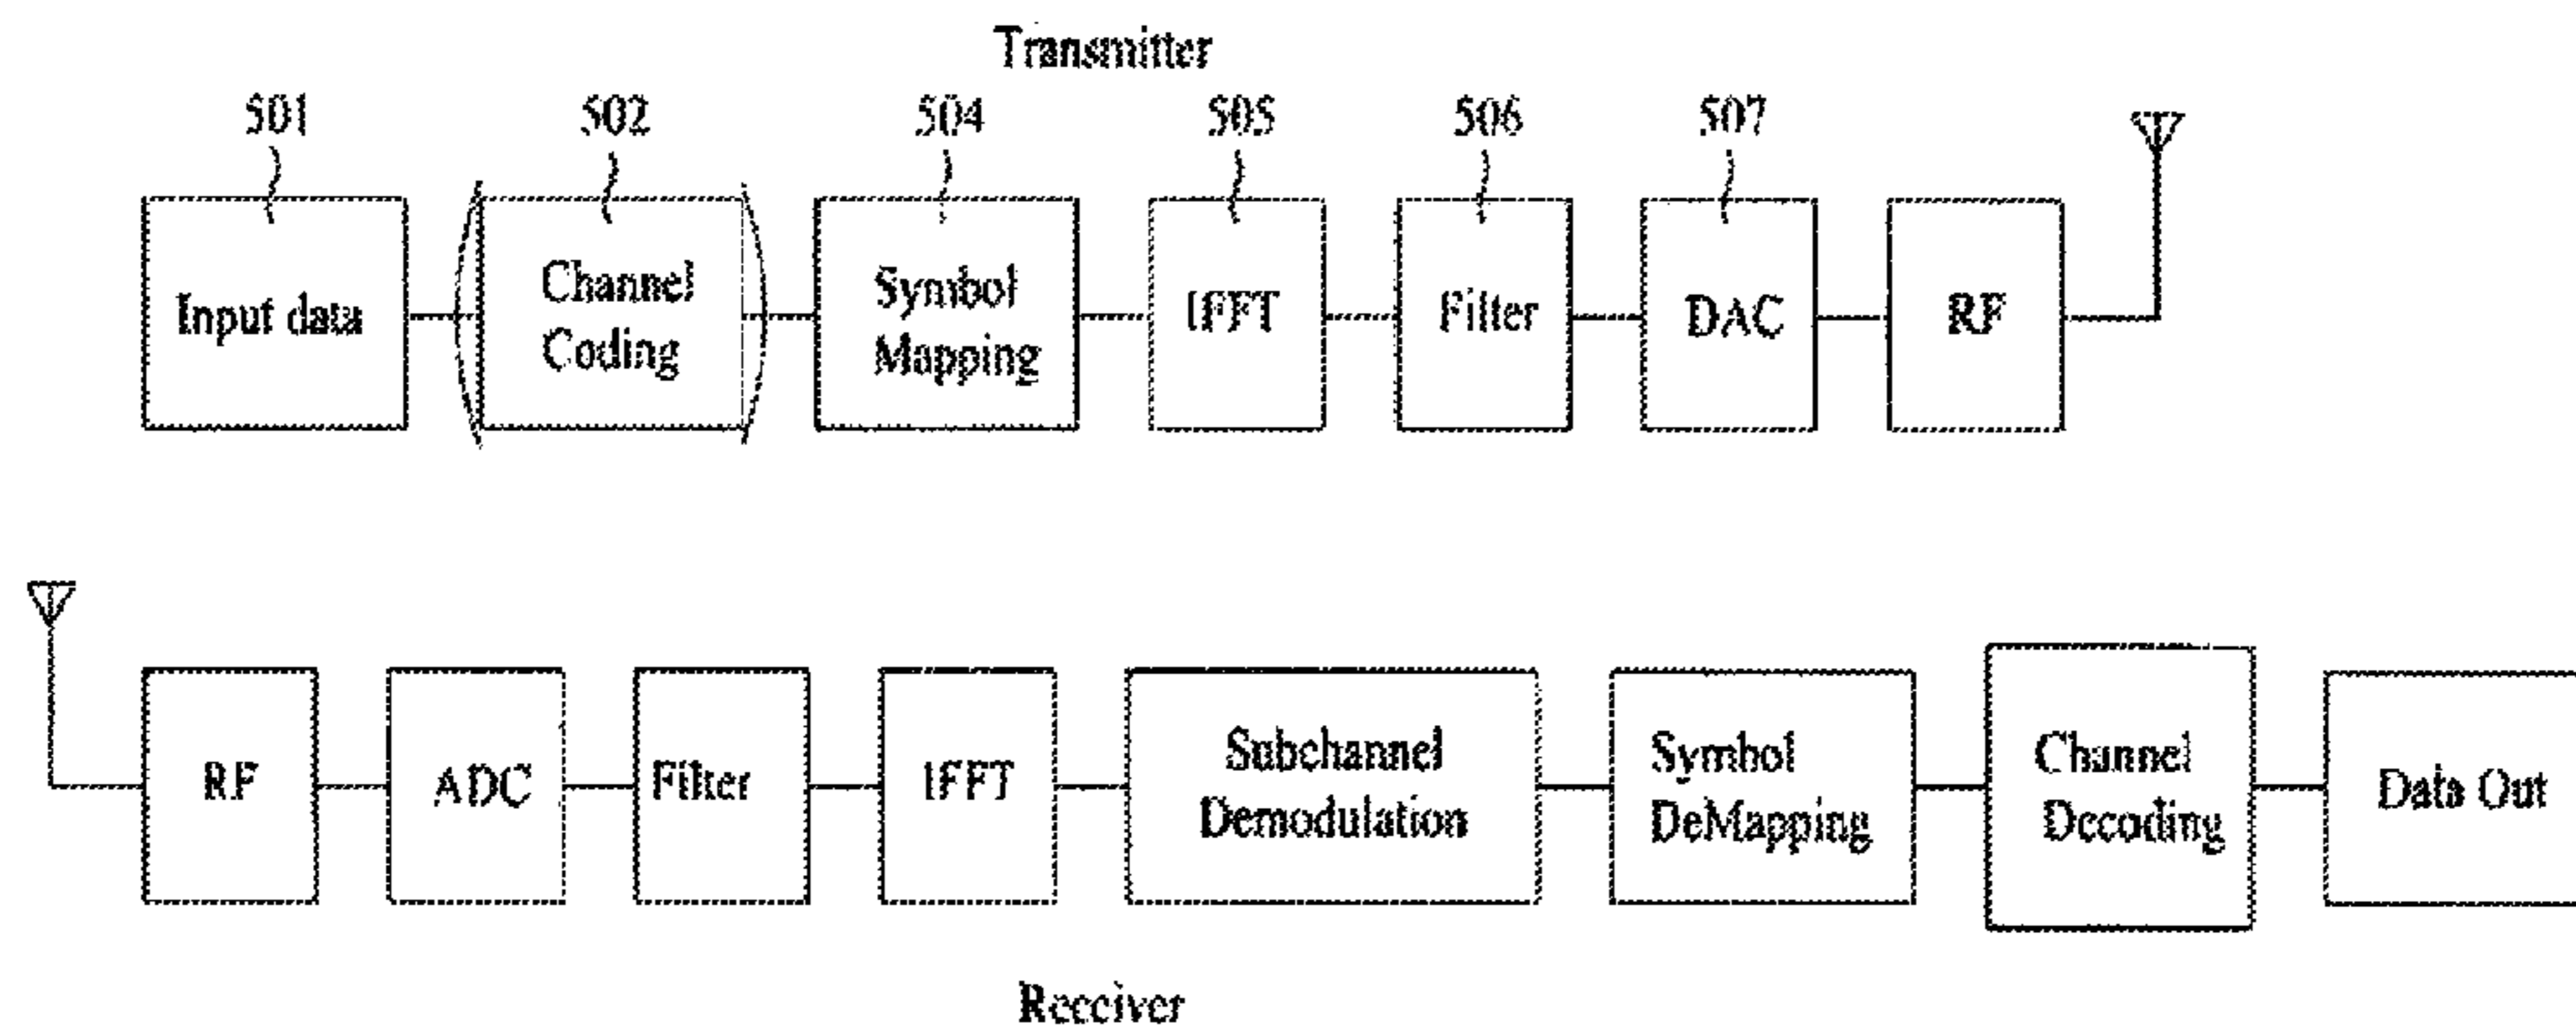 Transmitter
501 502 504 505 506 507
Input data
Channel
Coding
Symbol
Mapping
IFFT
Filter
DAC
RF
RF
ADC
Filter
IFFT
Subchannel
Demodulation
Symbol
DeMapping
Channel
Decoding
Data Out
Receiver